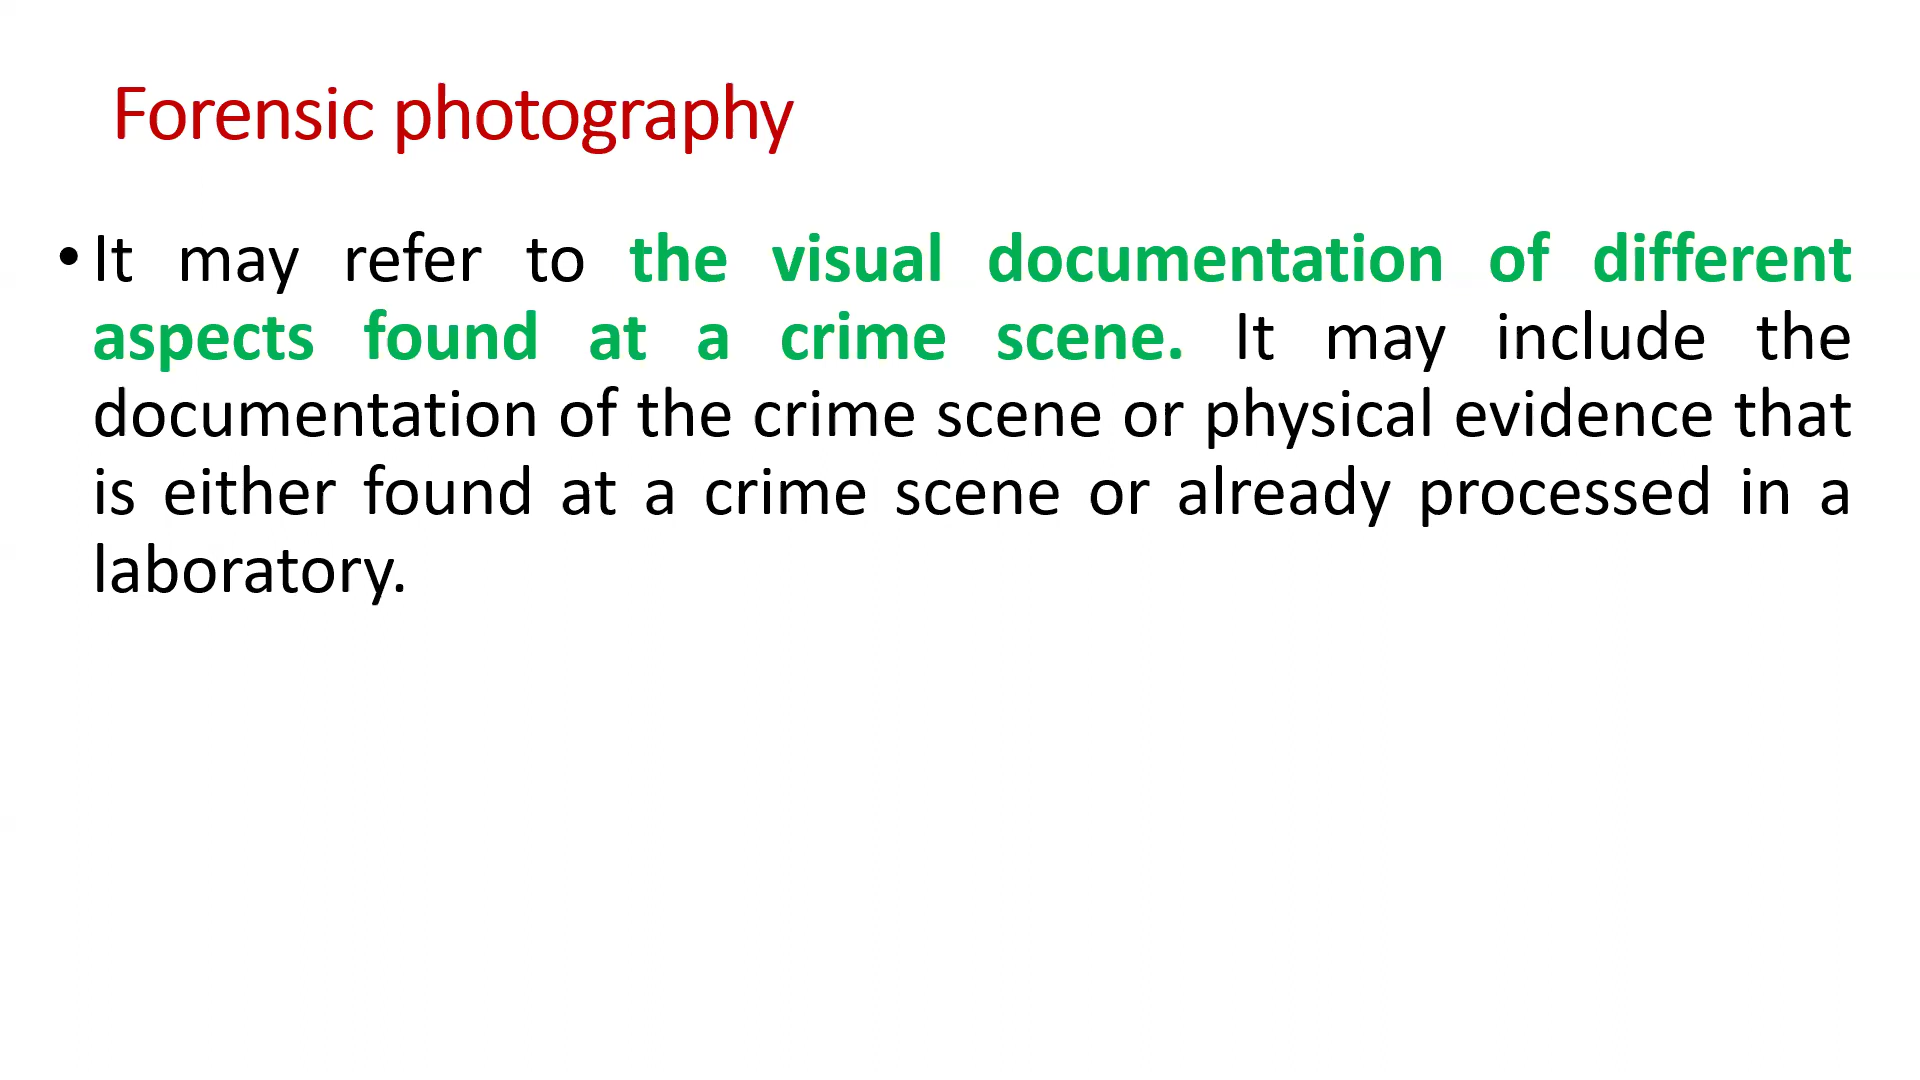 Forensic photography
• It may refer to the visual documentation of different
aspects found at a crime scene. It may include the
documentation of the crime scene or physical evidence that
is either found at a crime scene or already processed in a
laboratory.